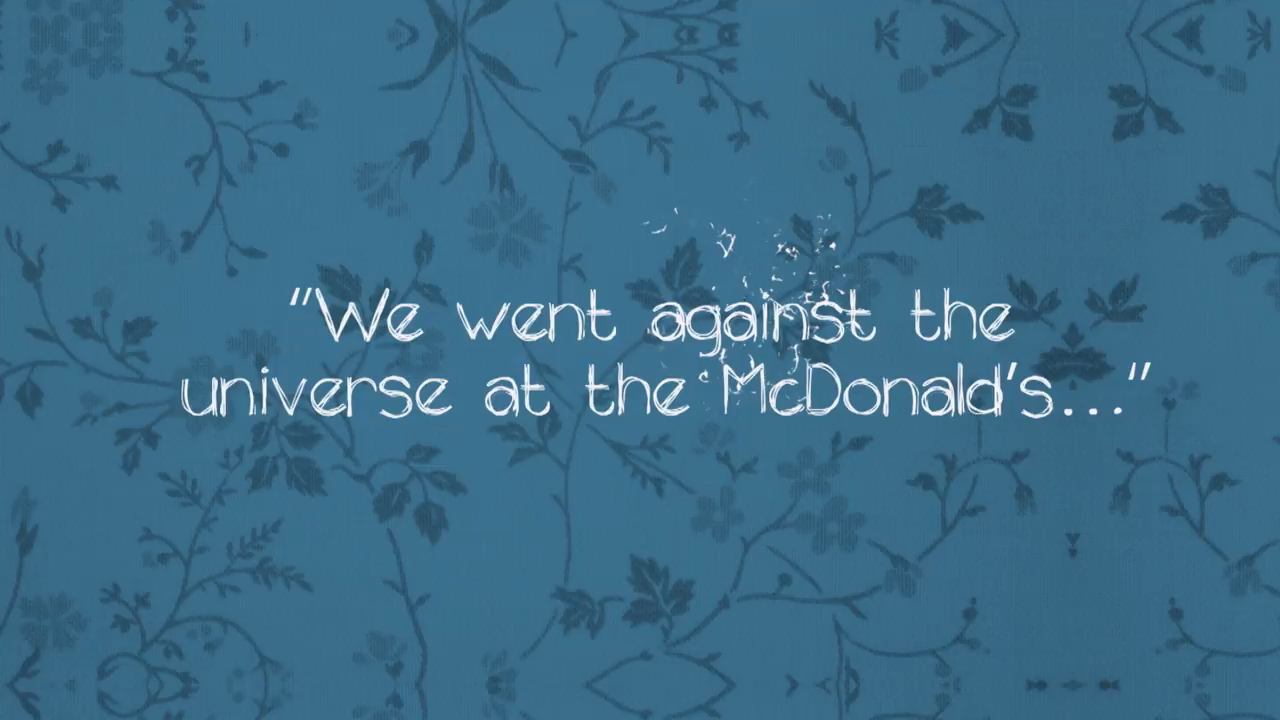 “We went against the
universe at the McDonald’s...”